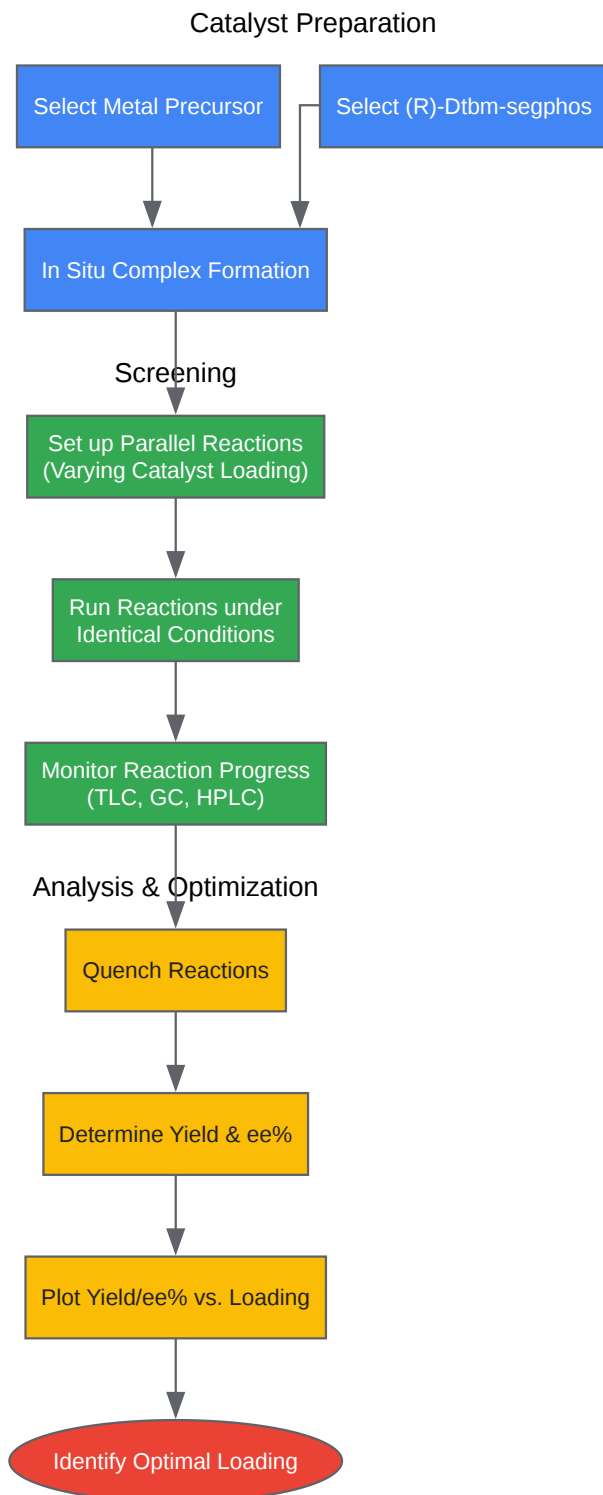 Catalyst Preparation
Select Metal Precursor
Select (R)-Dtbm-segphos
In Situ Complex Formation
Screening
Set up Parallel Reactions
(Varying Catalyst Loading)
Run Reactions under
Identical Conditions
Monitor Reaction Progress
(TLC, GC, HPLC)
Analysis & Optimization
Quench Reactions
Determine Yield & ee%
Plot Yield/ee% vs. Loading
Identify Optimal Loading